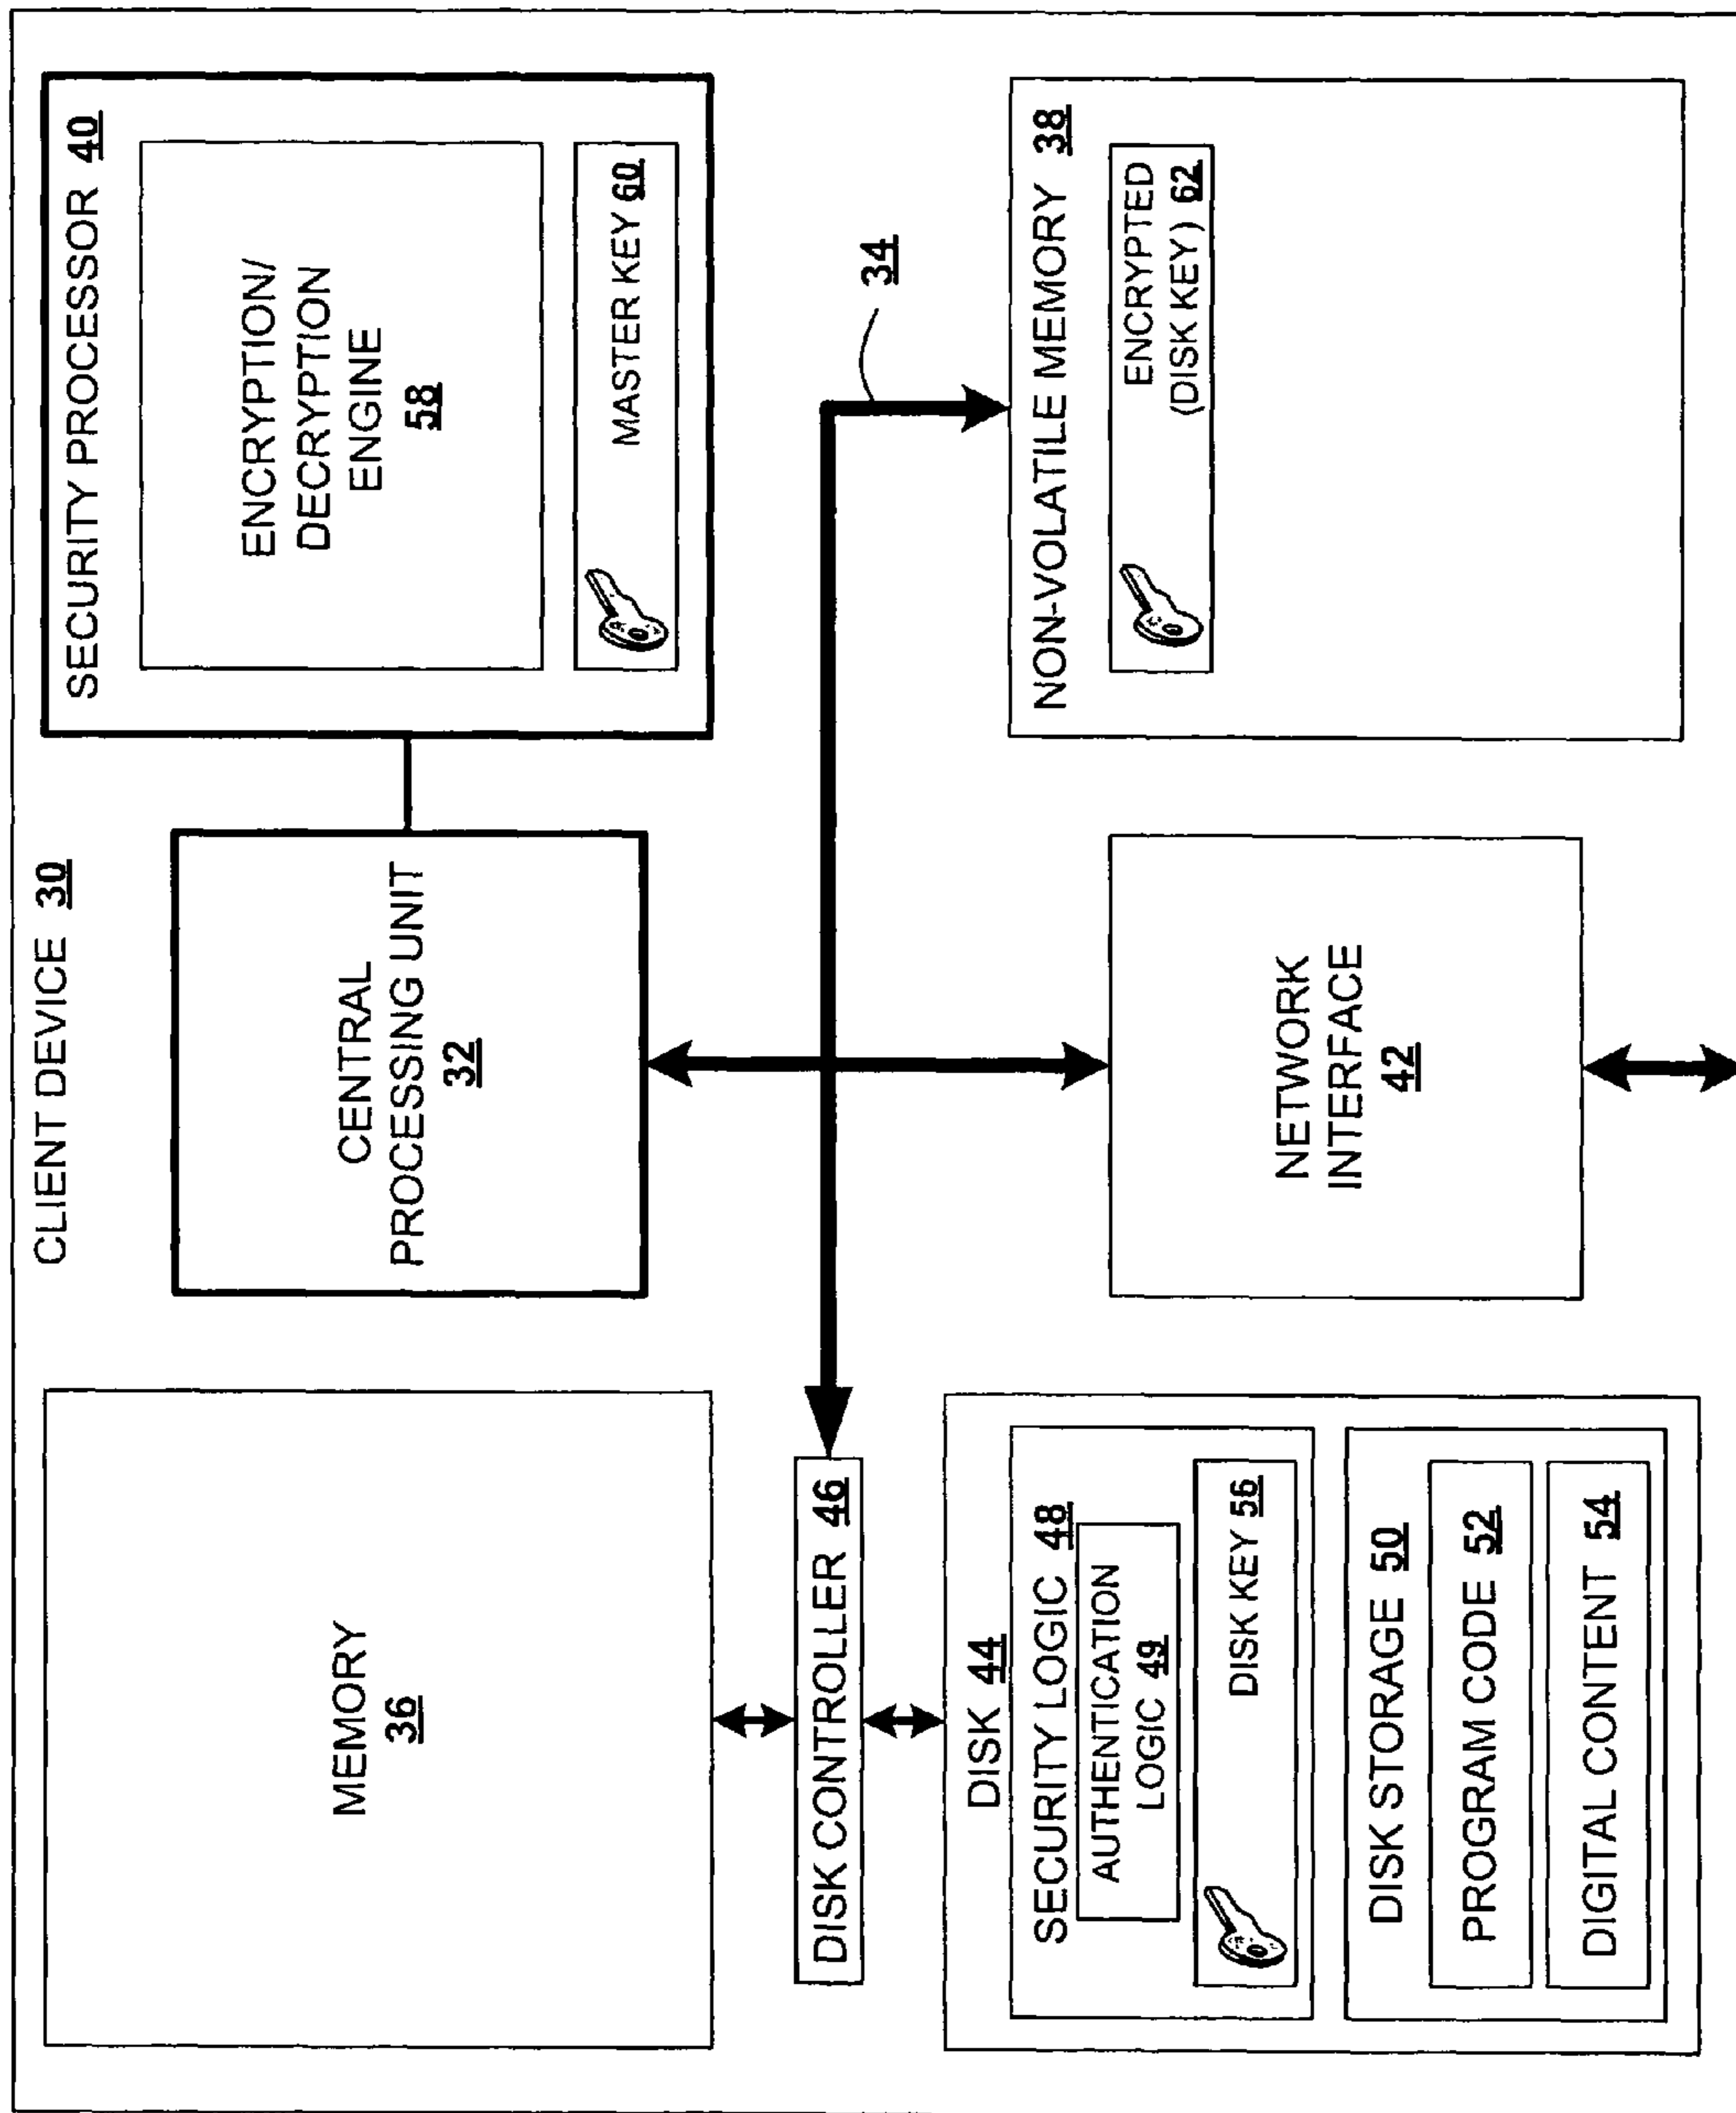 CLIENT DEVICE 30
MEMORY
36
CENTRAL
PROCESSING UNIT
32
SECURITY PROCESSOR 40
ENCRYPTION/
DECRYPTION
ENGINE
58
MASTER KEY 60
DISK CONTROLLER 46
34
DISK 44
SECURITY LOGIC 48
AUTHENTICATION
LOGIC 49
DISK KEY 56
DISK STORAGE 50
PROGRAM CODE 52
DIGITAL CONTENT 54
NETWORK
INTERFACE
42
NON-VOLATILE MEMORY 38
ENCRYPTED
(DISK KEY) 62